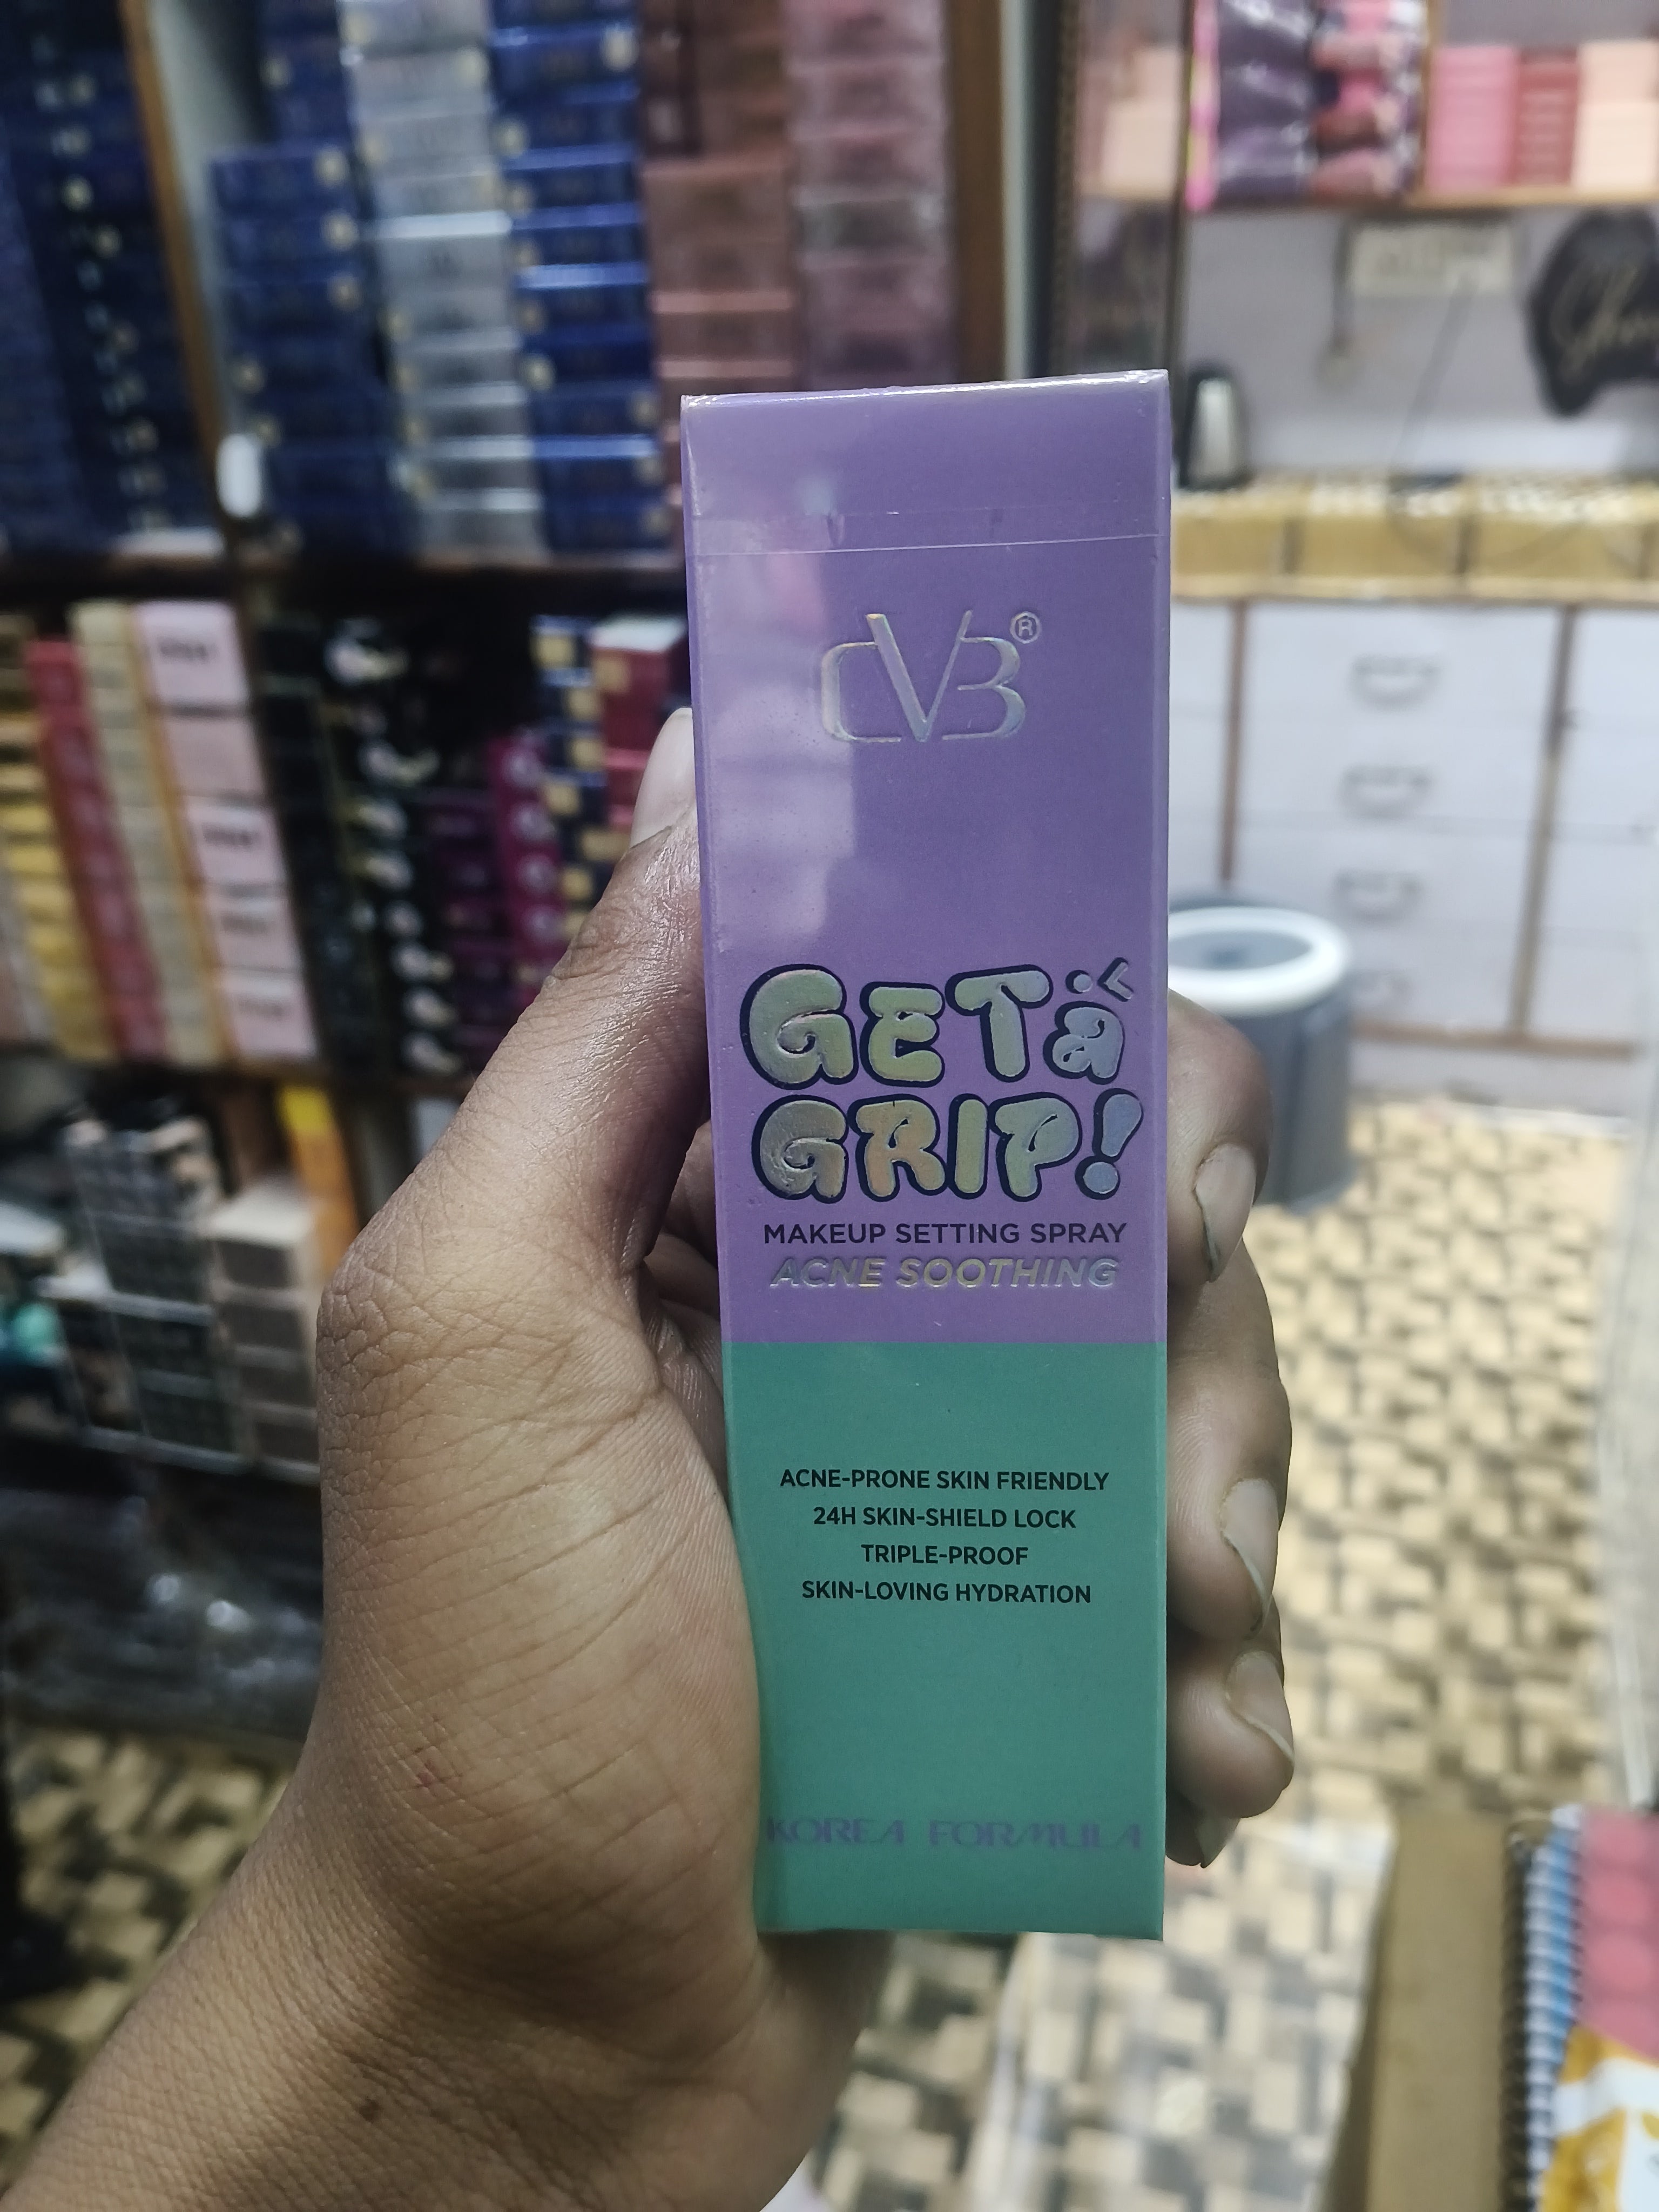 CVB®
GET a
GRIP!
MAKEUP SETTING SPRAY
ACNE SOOTHING
ACNE-PRONE SKIN FRIENDLY
24H SKIN-SHIELD LOCK
TRIPLE-PROOF
SKIN-LOVING HYDRATION
KOREA FORMULA